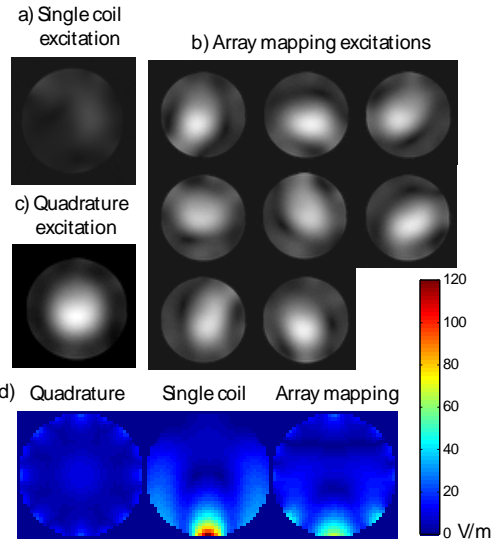 a) Single coil
excitation
b) Array mapping excitations
c) Quadrature
excitation
120
100
80
60
40
20
0 V/m
d) Quadrature Single coil Array mapping